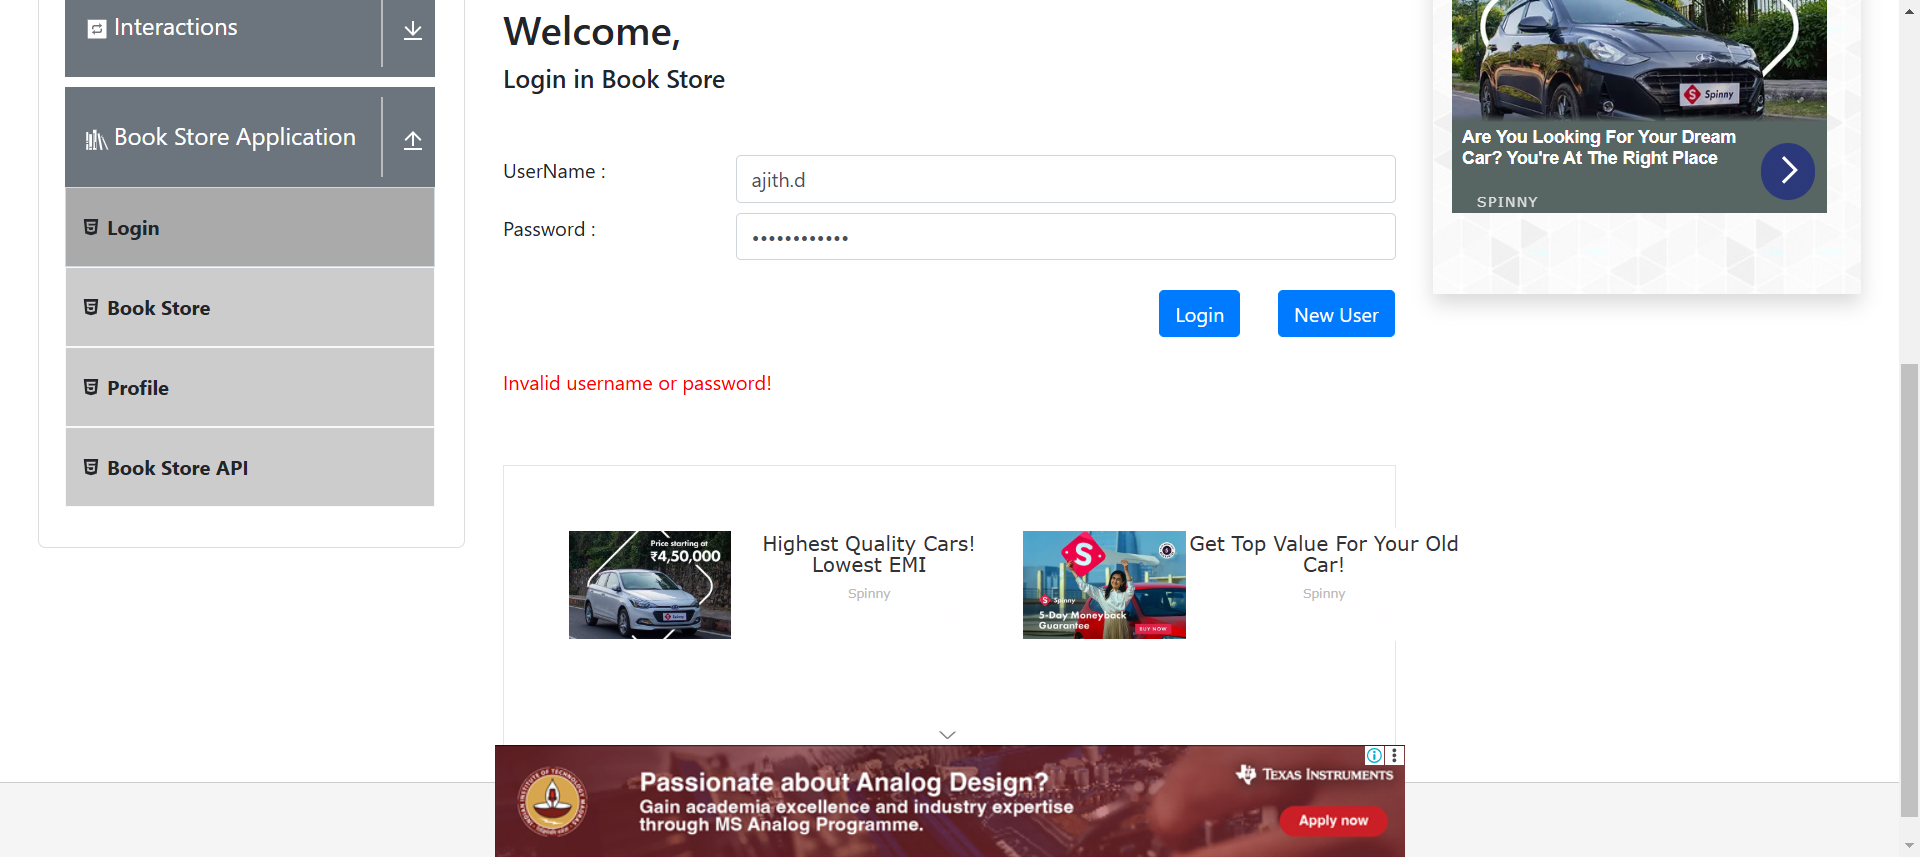 Interactions
Book Store Application
Login
Book Store
Profile
Book Store API
Welcome,
Login in Book Store
UserName :
ajith.d
Password :
••••••••••••
Login
New User
Invalid username or password!
Price starting at
₹4,50,000
Spinny
Highest Quality Cars!
Lowest EMI
Spinny
S
S Spinny
5-Day Moneyback
Guarantee
BUY NOW
Get Top Value For Your Old
Car!
Spinny
S Spinny
Are You Looking For Your Dream
Car? You're At The Right Place
SPINNY
Passionate about Analog Design?
Gain academia excellence and industry expertise
through MS Analog Programme.
TEXAS INSTRUMENTS
Apply now